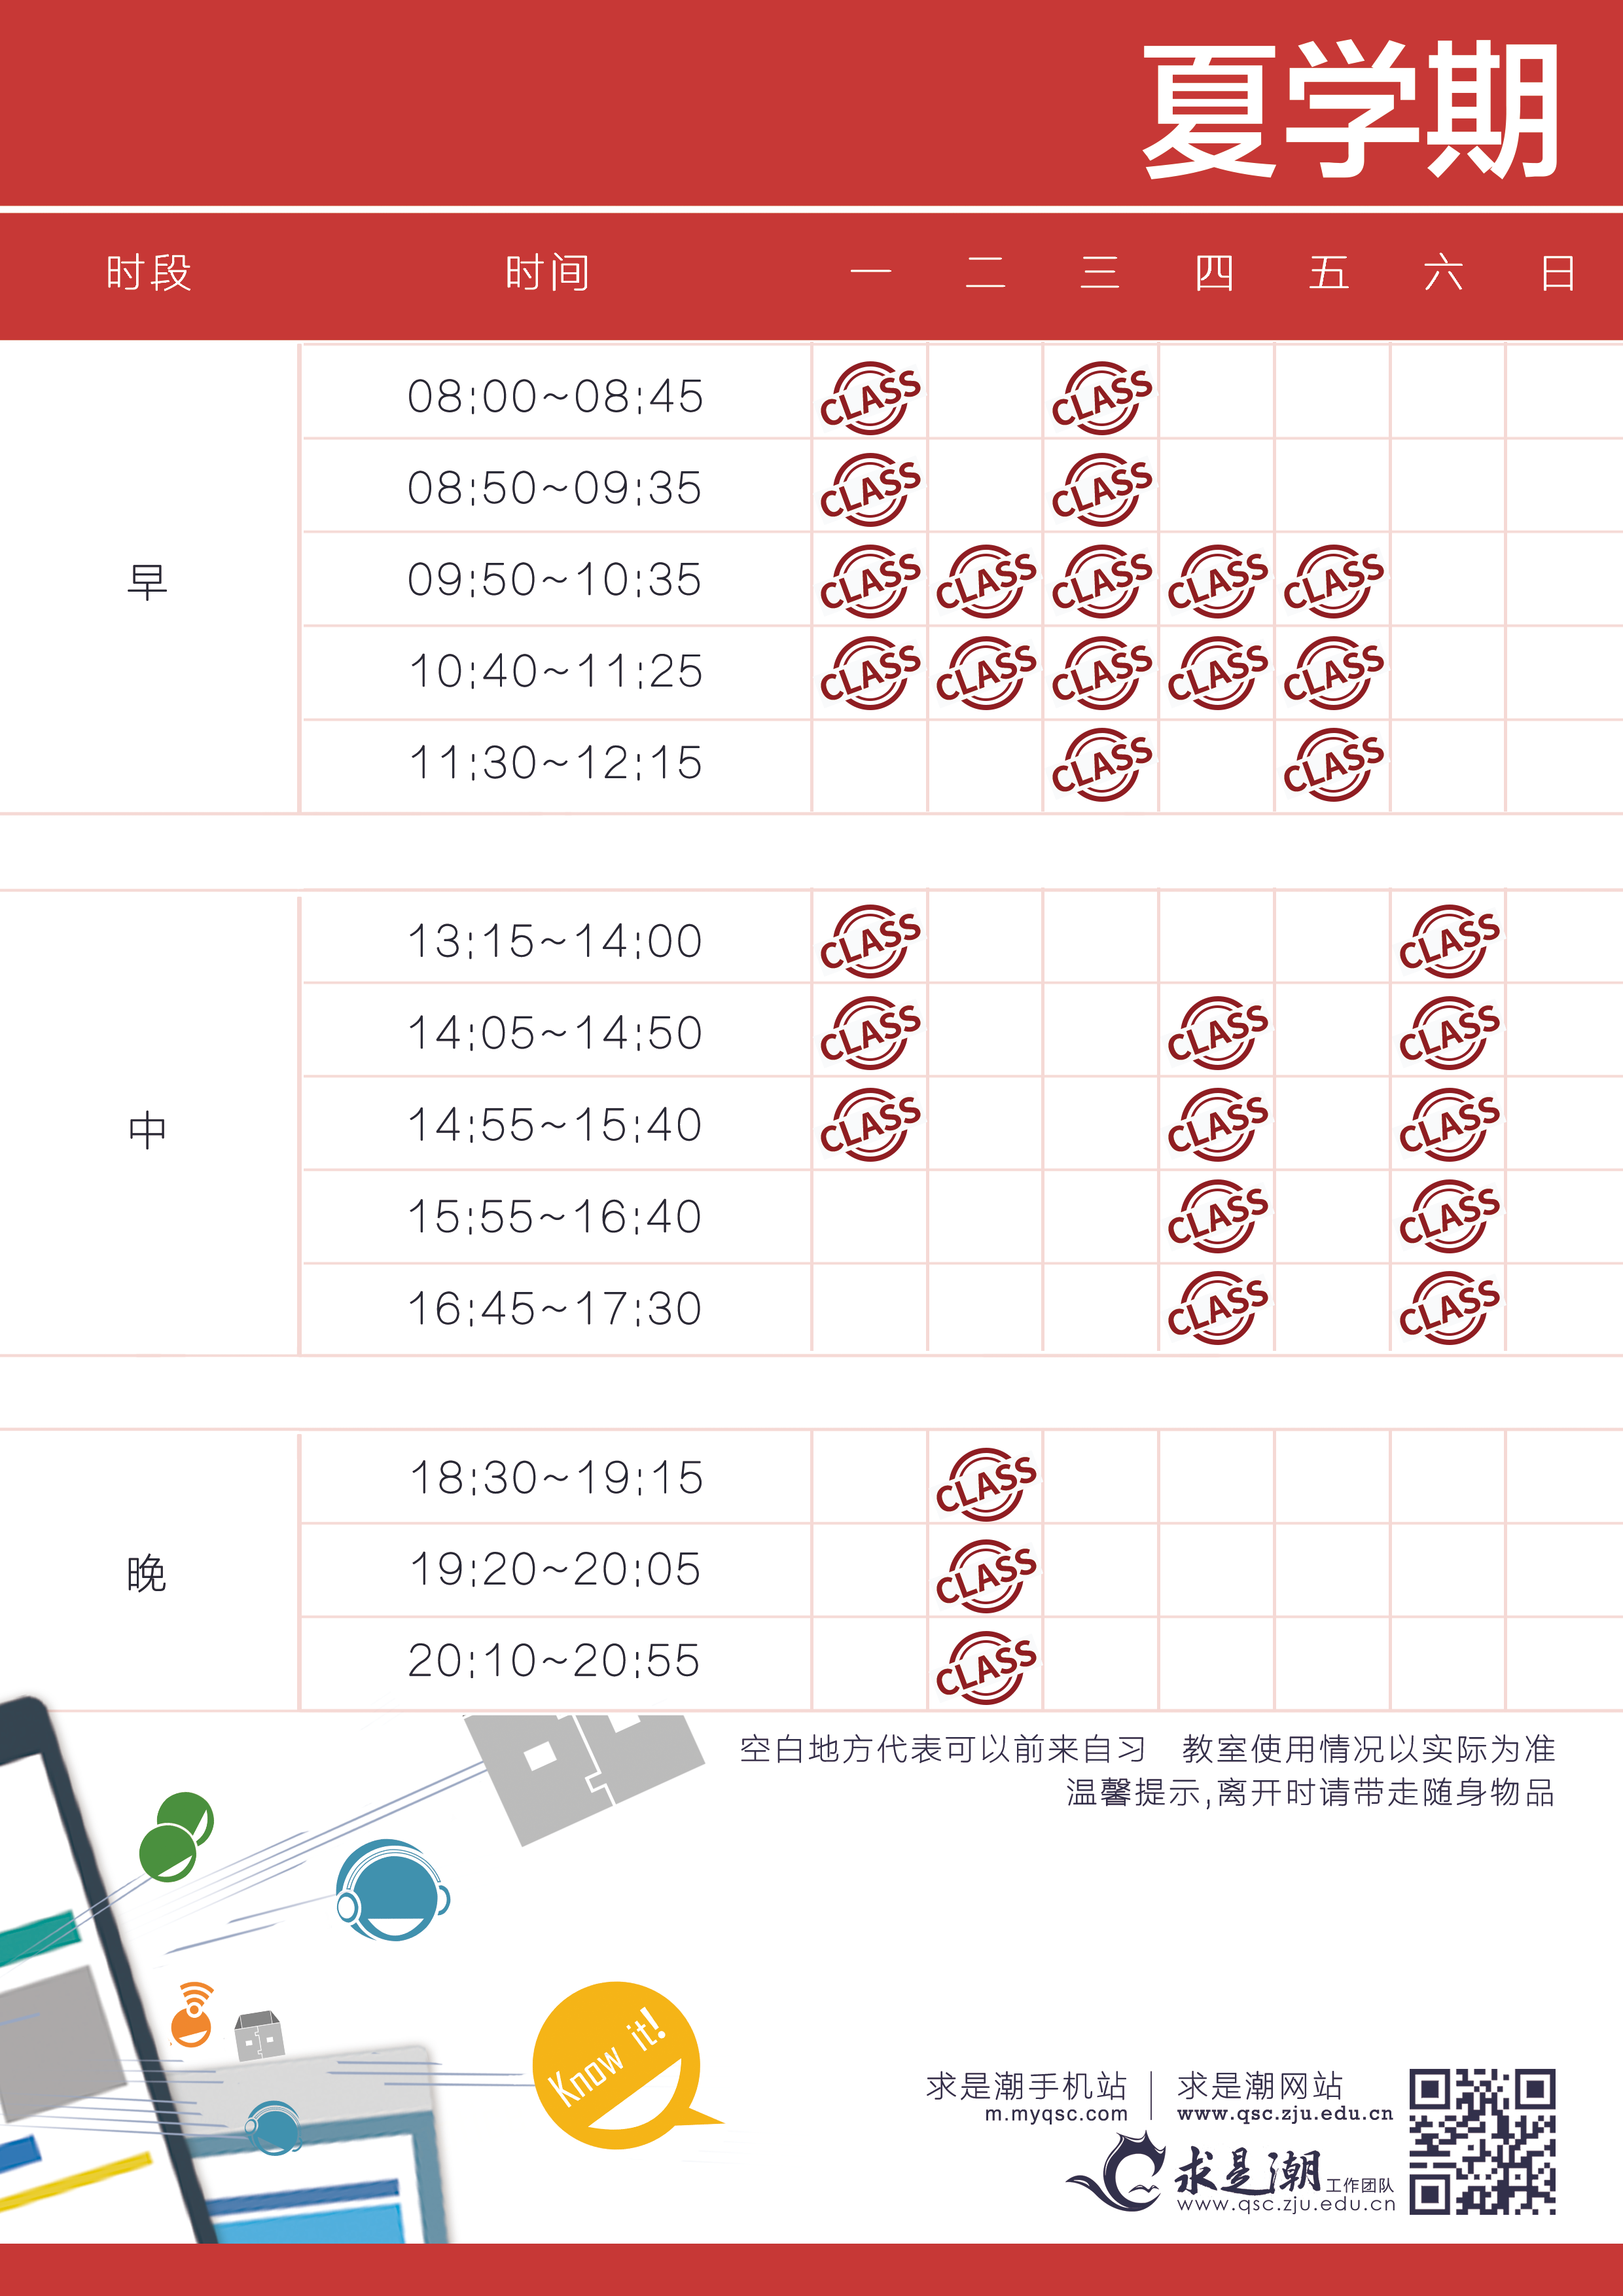 夏学期
时段 时间 一 二 三 四 五 六 日
08:00~08:45 CLASS CLASS
08:50~09:35 CLASS CLASS
早
09:50~10:35 CLASS CLASS CLASS CLASS CLASS
10:40~11:25 CLASS CLASS CLASS CLASS CLASS
11:30~12:15 CLASS CLASS
13:15~14:00 CLASS CLASS
14:05~14:50 CLASS CLASS CLASS
中
14:55~15:40 CLASS CLASS CLASS
15:55~16:40 CLASS CLASS
16:45~17:30 CLASS CLASS
18:30~19:15 CLASS
晚
19:20~20:05 CLASS
20:10~20:55 CLASS
空白地方代表可以前来自习 教室使用情况以实际为准
温馨提示,离开时请带走随身物品
Know it!
求是潮手机站
m.myqsc.com
求是潮网站
www.qsc.zju.edu.cn
求是潮 工作团队
www.qsc.zju.edu.cn